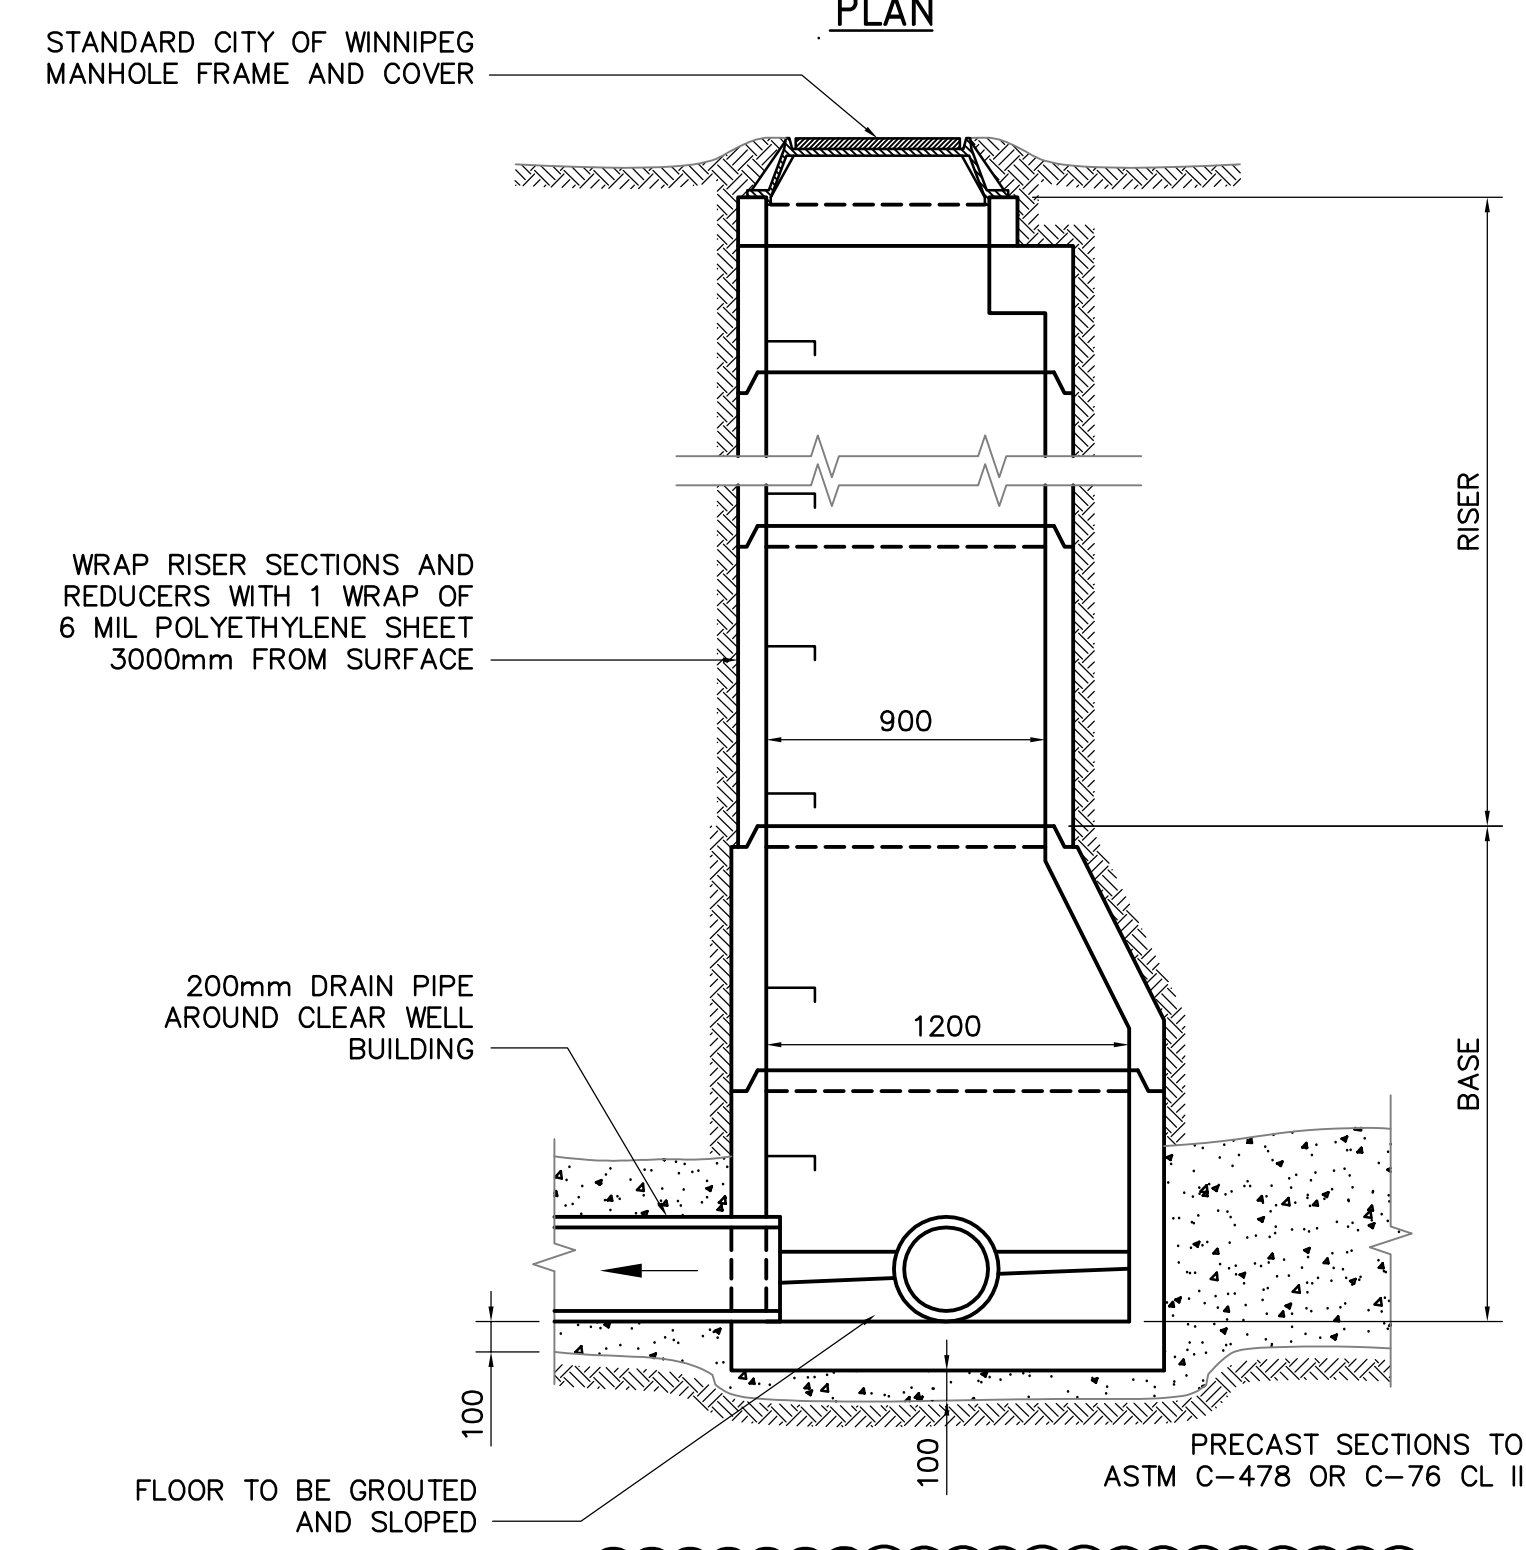 PLAN
STANDARD CITY OF WINNIPEG
MANHOLE FRAME AND COVER
RISER
WRAP RISER SECTIONS AND
REDUCERS WITH 1 WRAP OF
6 MIL POLYETHYLENE SHEET
3000mm FROM SURFACE
900
200mm DRAIN PIPE
AROUND CLEAR WELL
BUILDING
1200
BASE
100
100
PRECAST SECTIONS TO
ASTM C-478 OR C-76 CL II
FLOOR TO BE GROUTED
AND SLOPED